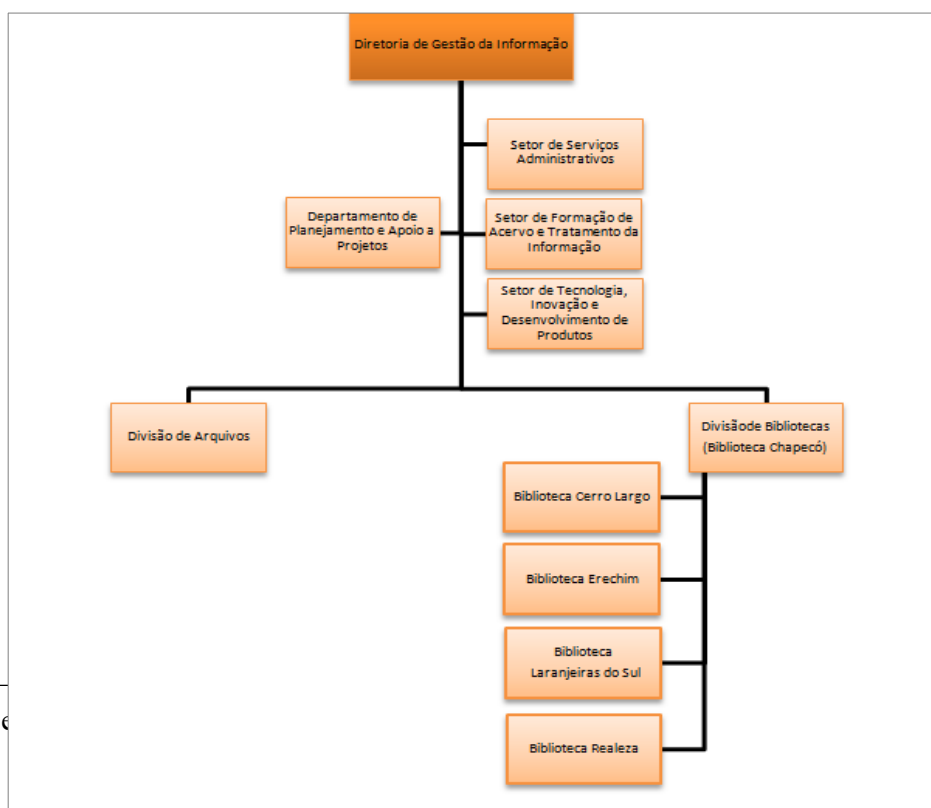 Diretoria de Gestão da Informação
Setor de Serviços
Administrativos
Departamento de
Planejamento e Apoio a
Projetos
Setor de Formação de
Acervo e Tratamento da
Informação
Setor de Tecnologia,
Inovação e
Desenvolvimento de
Produtos
Divisão de Arquivos
Divisãode Bibliotecas
(Biblioteca Chapecó)
Biblioteca Cerro Largo
Biblioteca Erechim
Biblioteca
Laranjeiras do Sul
Biblioteca Realeza